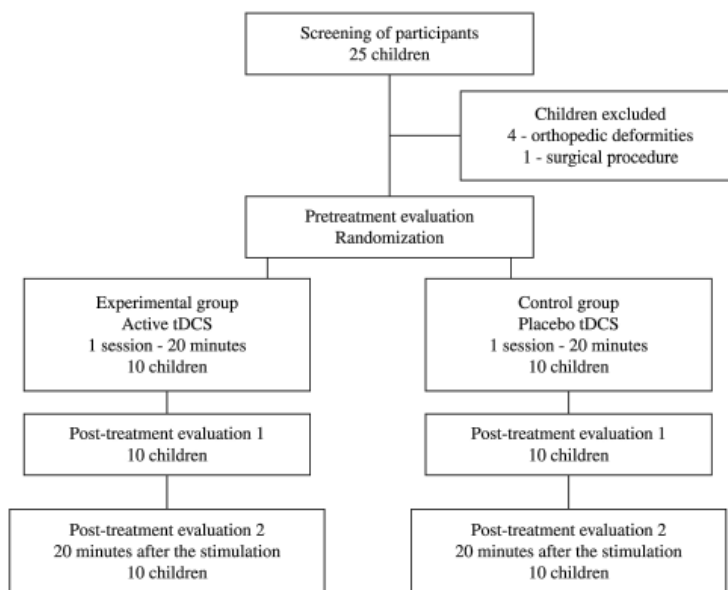 Screening of participants
25 children
Children excluded
4 - orthopedic deformities
1 - surgical procedure
Pretreatment evaluation
Randomization
Experimental group
Active tDCS
1 session - 20 minutes
10 children
Control group
Placebo tDCS
1 session - 20 minutes
10 children
Post-treatment evaluation 1
10 children
Post-treatment evaluation 1
10 children
Post-treatment evaluation 2
20 minutes after the stimulation
10 children
Post-treatment evaluation 2
20 minutes after the stimulation
10 children